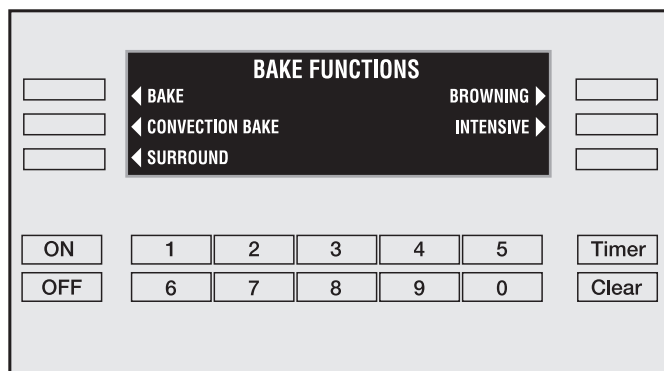 BAKE FUNCTIONS
BAKE BROWNING
CONVECTION BAKE INTENSIVE
SURROUND
ON 1 2 3 4 5 Timer
OFF 6 7 8 9 0 Clear